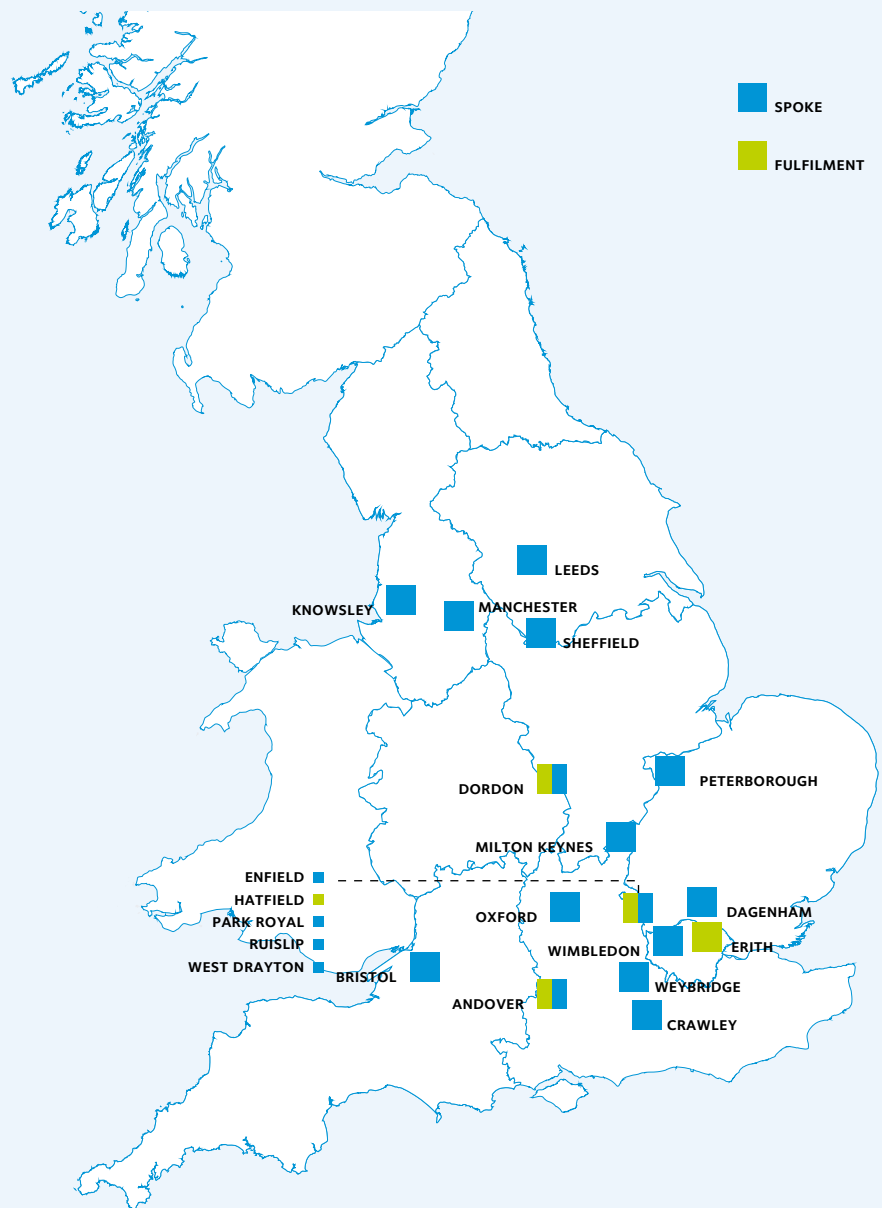 SPOKE
FULFILMENT
LEEDS
KNOWSLEY
MANCHESTER
SHEFFIELD
PETERBOROUGH
DORDON
MILTON KEYNES
ENFIELD
HATFIELD
PARK ROYAL
RUISLIP
WEST DRAYTON
OXFORD
DAGENHAM
WIMBLEDON
ERITH
BRISTOL
WEYBRIDGE
ANDOVER
CRAWLEY